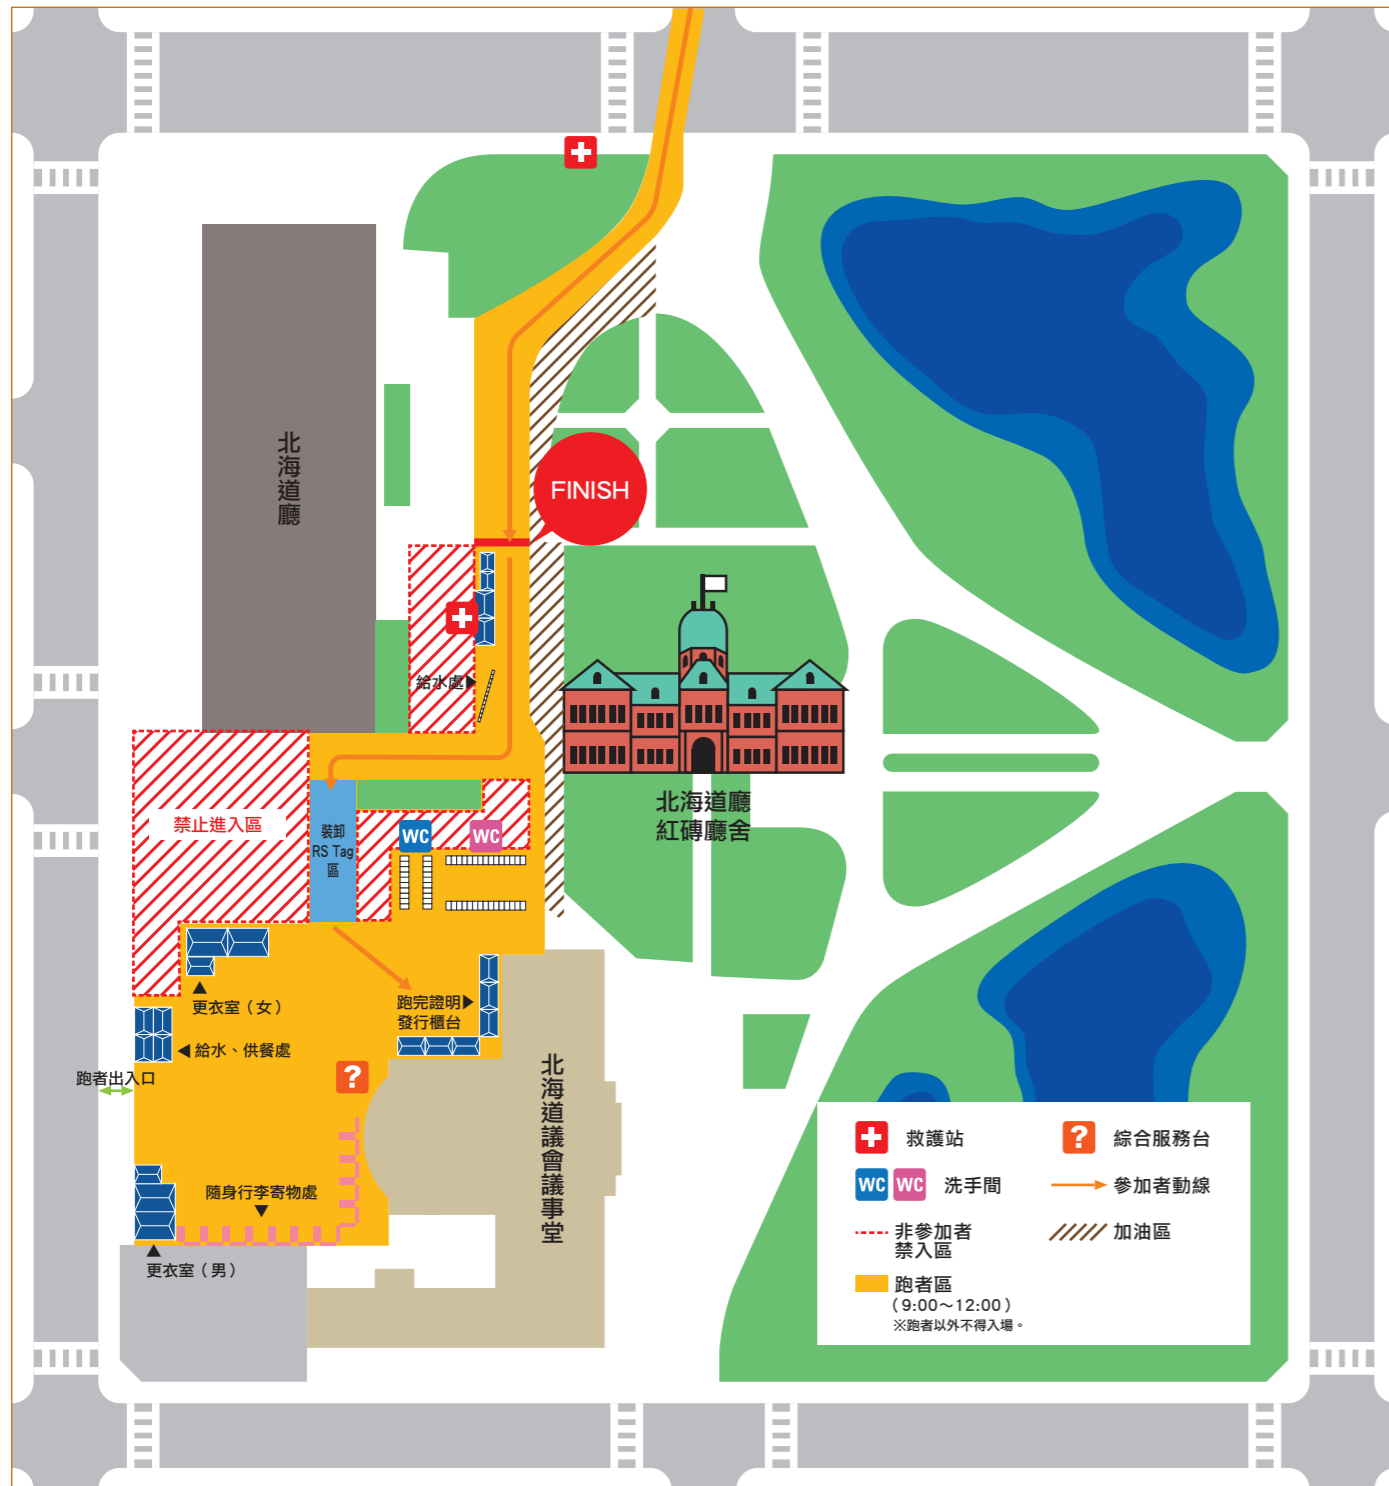 北海道廳
FINISH
給水處▶
北海道廳
紅磚廳舍
禁止進入區
裝卸
RS Tag
區
WC
WC
▲
更衣室（女）
跑完證明▶
發行櫃台
◀給水、供餐處
?
跑者出入口
北海道議會議事堂
隨身行李寄物處
▼
▲
更衣室（男）
救護站
? 綜合服務台
WC WC 洗手間
參加者動線
非參加者
禁入區
加油區
跑者區
（9:00～12:00）
※跑者以外不得入場。